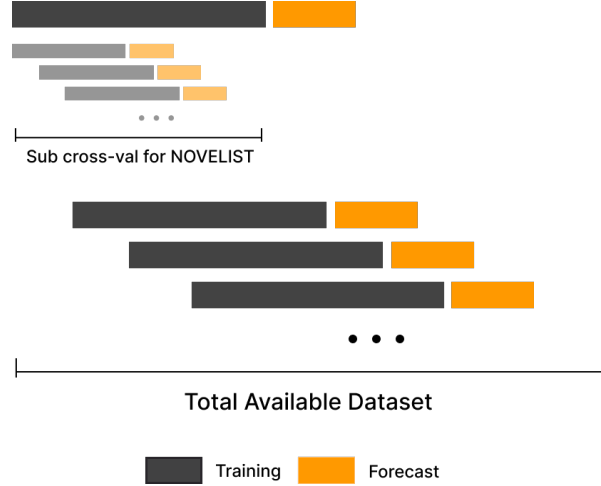 Sub cross-val for NOVELIST
Total Available Dataset
Training
Forecast